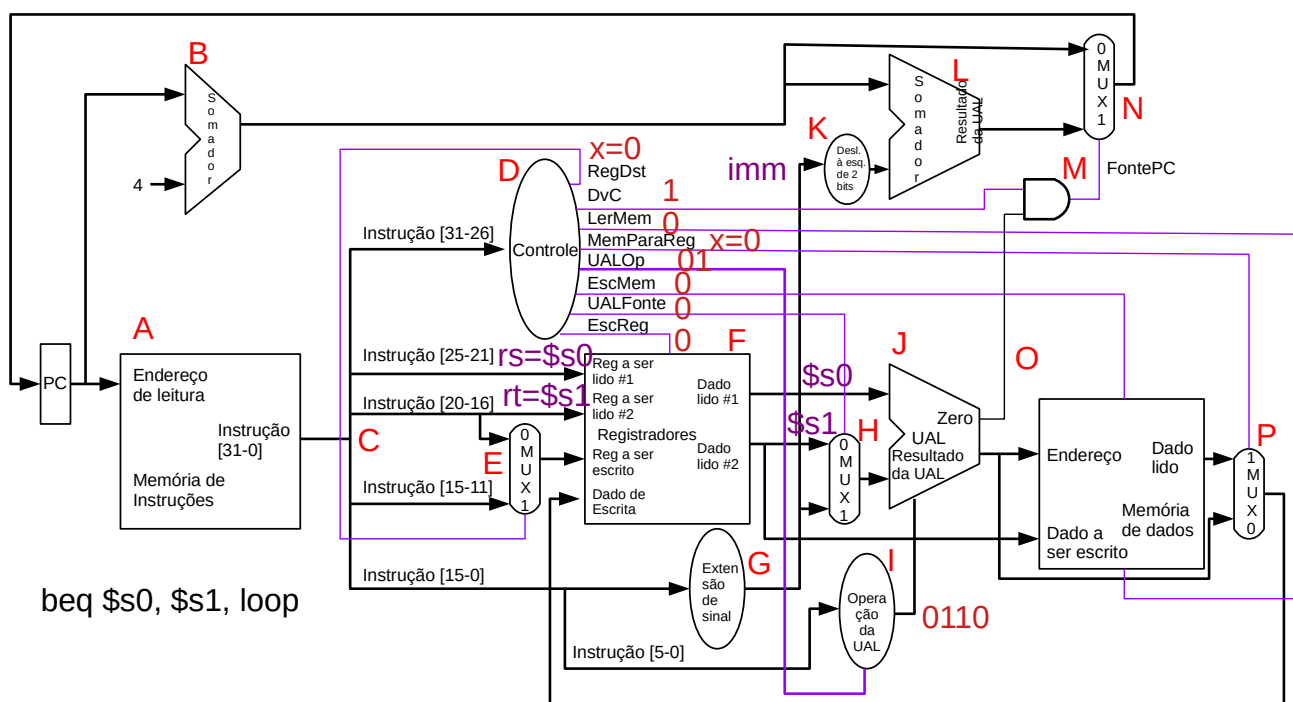 B
Somador
4
0
MUX
1
N
L
Somador
Resultado
da UAL
K
Desl.
à esq.
de 2
bits
imm
M
FontePC
D
Controle
x=0
RegDst
DvC
1
LerMem
0
MemParaReg
x=0
UALOp
01
EscMem
0
UALFonte
0
EscReg
0
Instrução [31-26]
A
PC
Endereço
de leitura
Instrução
[31-0]
Memória de
Instruções
C
Instrução [25-21]
rs=$s0
Instrução [20-16]
rt=$s1
Instrução [15-11]
E
0
MUX
1
F
Reg a ser
lido #1
Reg a ser
lido #2
Registradores
Reg a ser
escrito
Dado de
Escrita
Dado
lido #1
Dado
lido #2
$s0
$s1
H
0
MUX
1
J
Zero
UAL
Resultado
da UAL
O
Endereço
Dado
lido
Memória
de dados
Dado a
ser escrito
P
1
MUX
0
Instrução [15-0]
G
Exten
são de
sinal
I
Opera
ção da
UAL
0110
Instrução [5-0]
beq $s0, $s1, loop